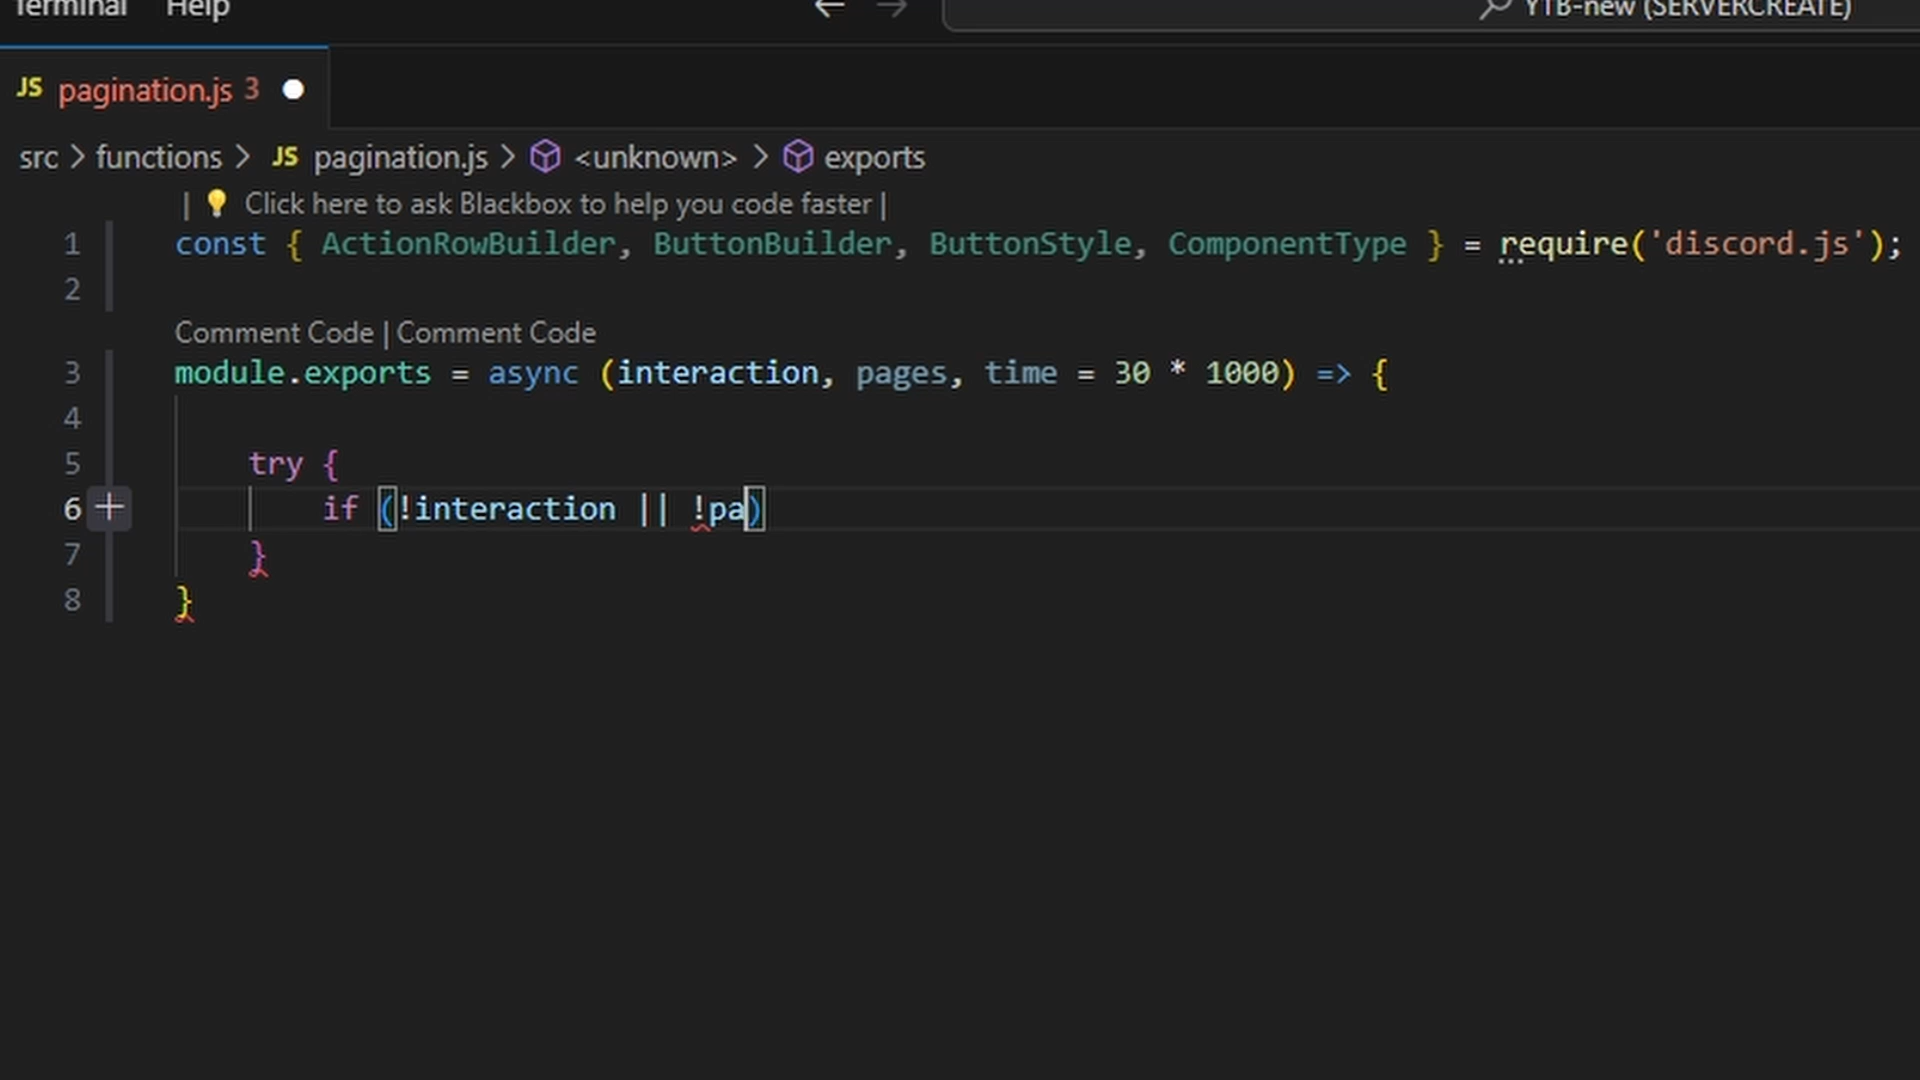 Terminal Help YTB-new (SERVERCREATE)
JS pagination.js 3
src > functions > JS pagination.js > <unknown> > exports
| 💡 Click here to ask Blackbox to help you code faster |
1 const { ActionRowBuilder, ButtonBuilder, ButtonStyle, ComponentType } = require('discord.js');
2
Comment Code | Comment Code
3 module.exports = async (interaction, pages, time = 30 * 1000) => {
4
5 try {
6 if (!interaction || !pa)
7 }
8 }